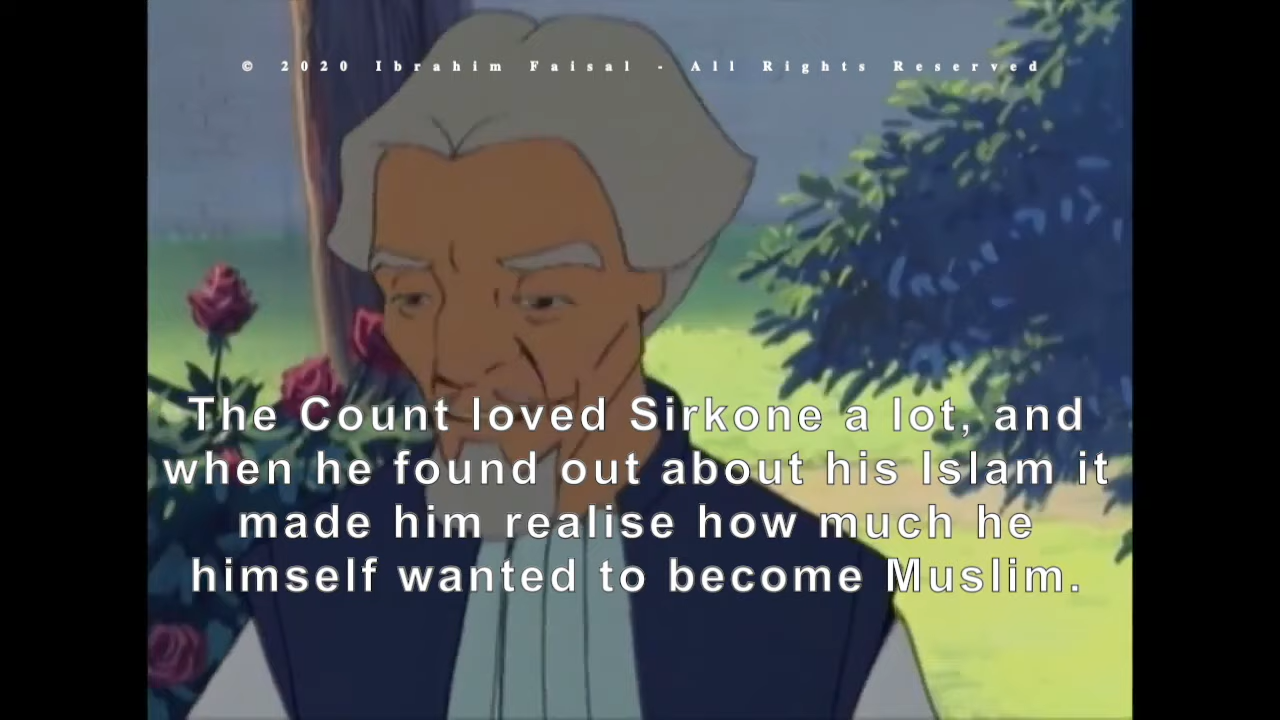 © 2020 Ibrahim Faisal - All Rights Reserved
The Count loved Sirkone a lot, and
when he found out about his Islam it
made him realise how much he
himself wanted to become Muslim.